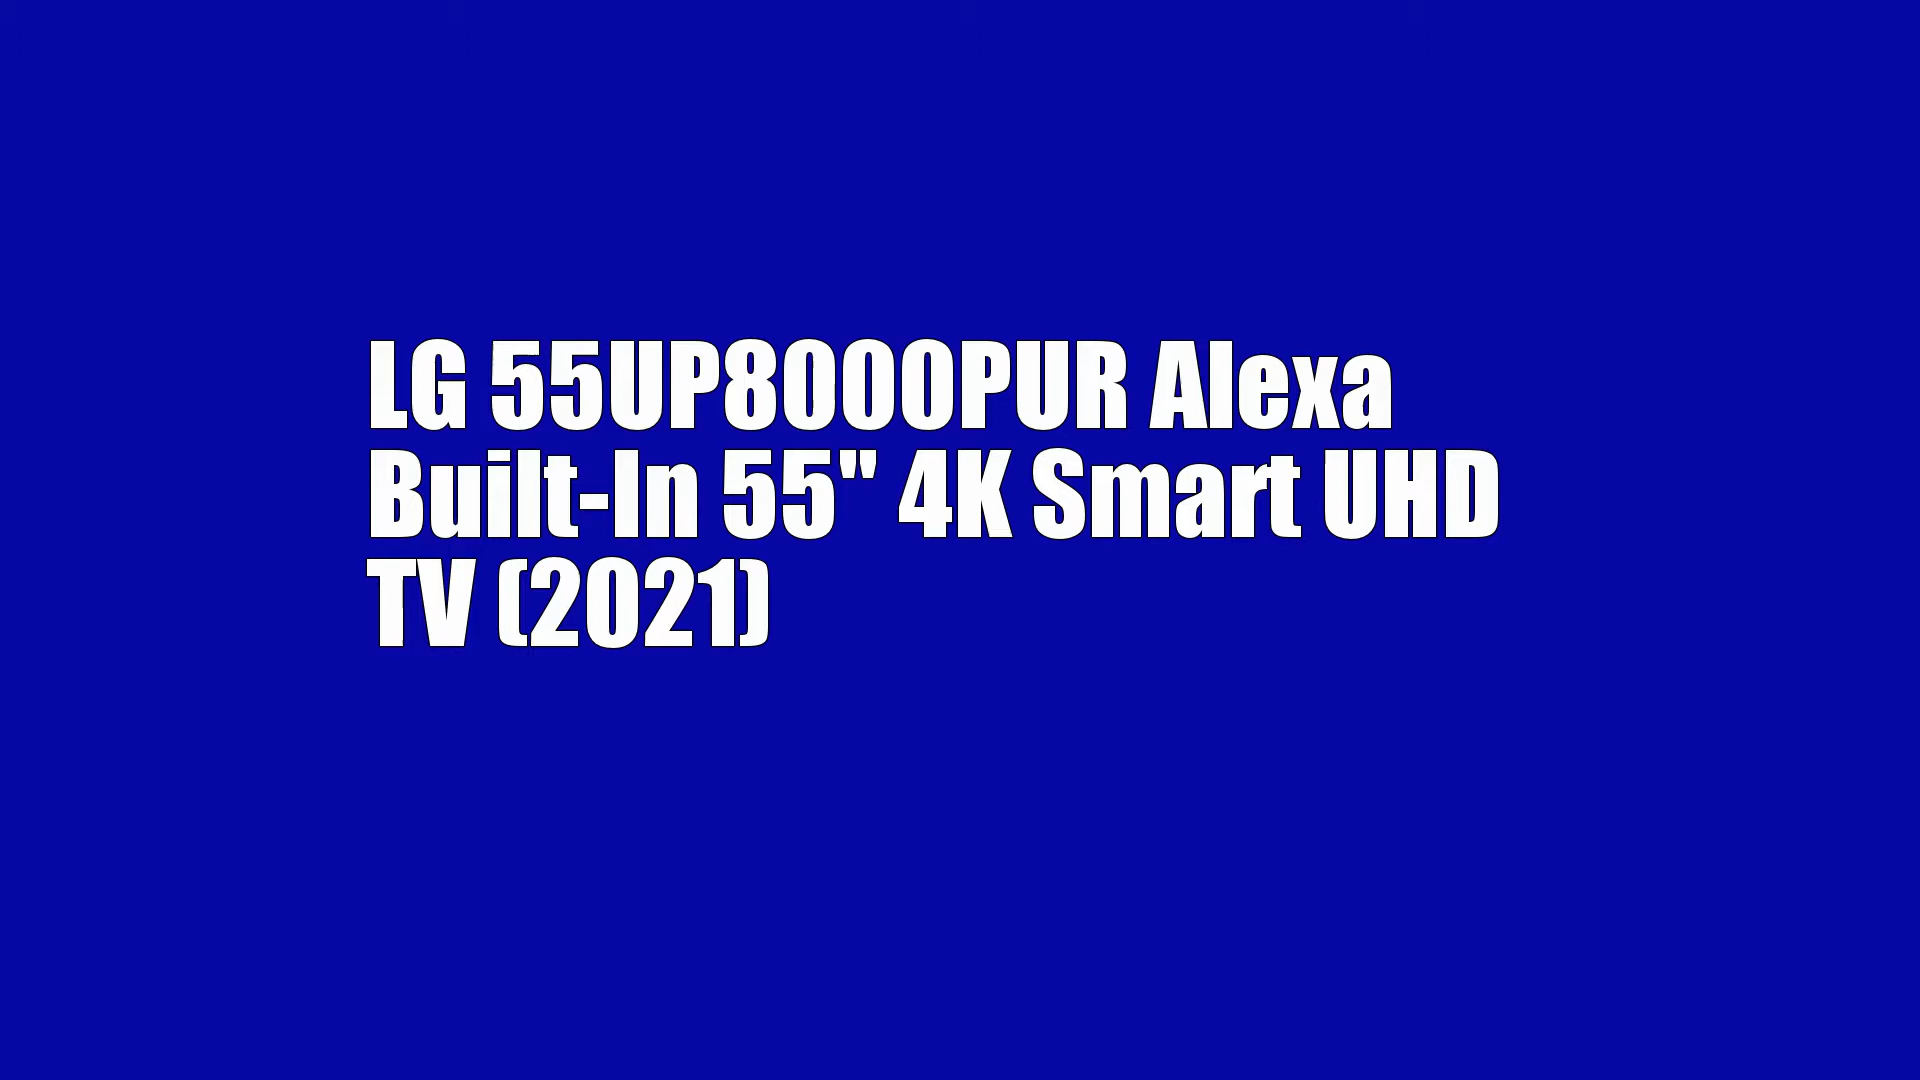 LG 55UP8000PUR Alexa
Built-In 55" 4K Smart UHD
TV (2021)